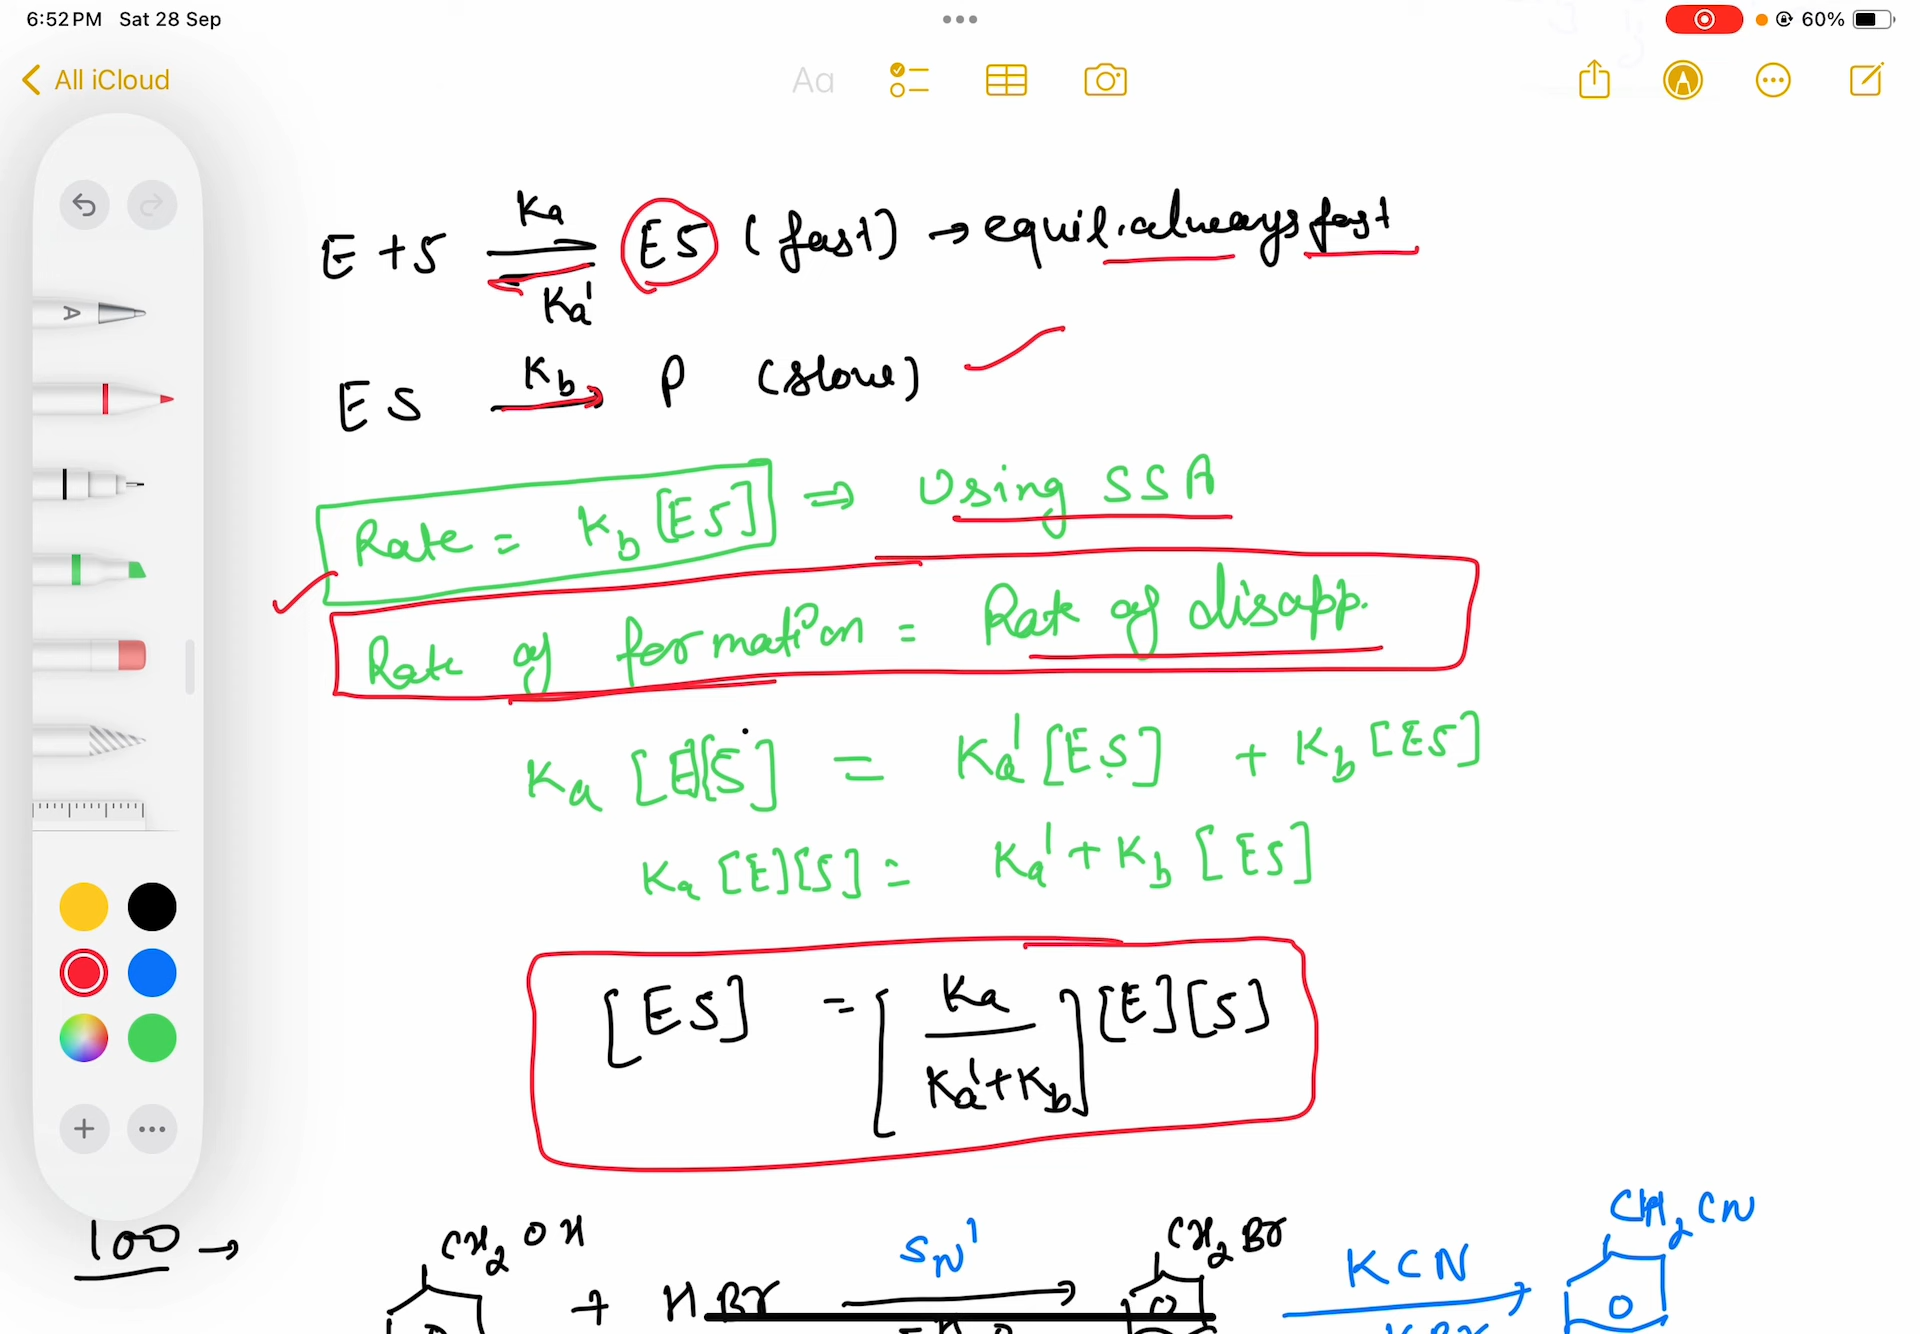 6:52 PM Sat 28 Sep
60%
All iCloud
Aa
A
E + S ⇌ ES (fast) → equil. always fast
Ka
Ka'
ES → P (slow)
Kb
Rate = Kb [ES] ⇒ Using SSA
Rate of formation = Rate of disapp.
Ka [E][S] = Ka' [ES] + Kb [ES]
Ka [E][S] = Ka' + Kb [ES]
[ES] = [Ka / Ka' + Kb] [E][S]
100 →
CH2OH
+ HBr
SN1
CH2Br
KCN
CH2CN